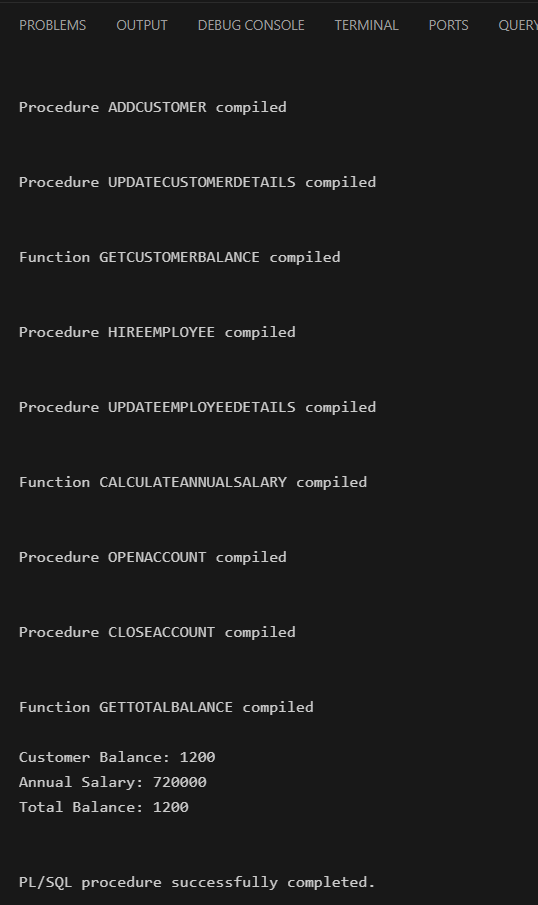 PROBLEMS OUTPUT DEBUG CONSOLE TERMINAL PORTS QUERY
Procedure ADDCUSTOMER compiled
Procedure UPDATECUSTOMERDETAILS compiled
Function GETCUSTOMERBALANCE compiled
Procedure HIREEMPLOYEE compiled
Procedure UPDATEEMPLOYEEDETAILS compiled
Function CALCULATEANNUALSALARY compiled
Procedure OPENACCOUNT compiled
Procedure CLOSEACCOUNT compiled
Function GETTOTALBALANCE compiled
Customer Balance: 1200
Annual Salary: 720000
Total Balance: 1200
PL/SQL procedure successfully completed.